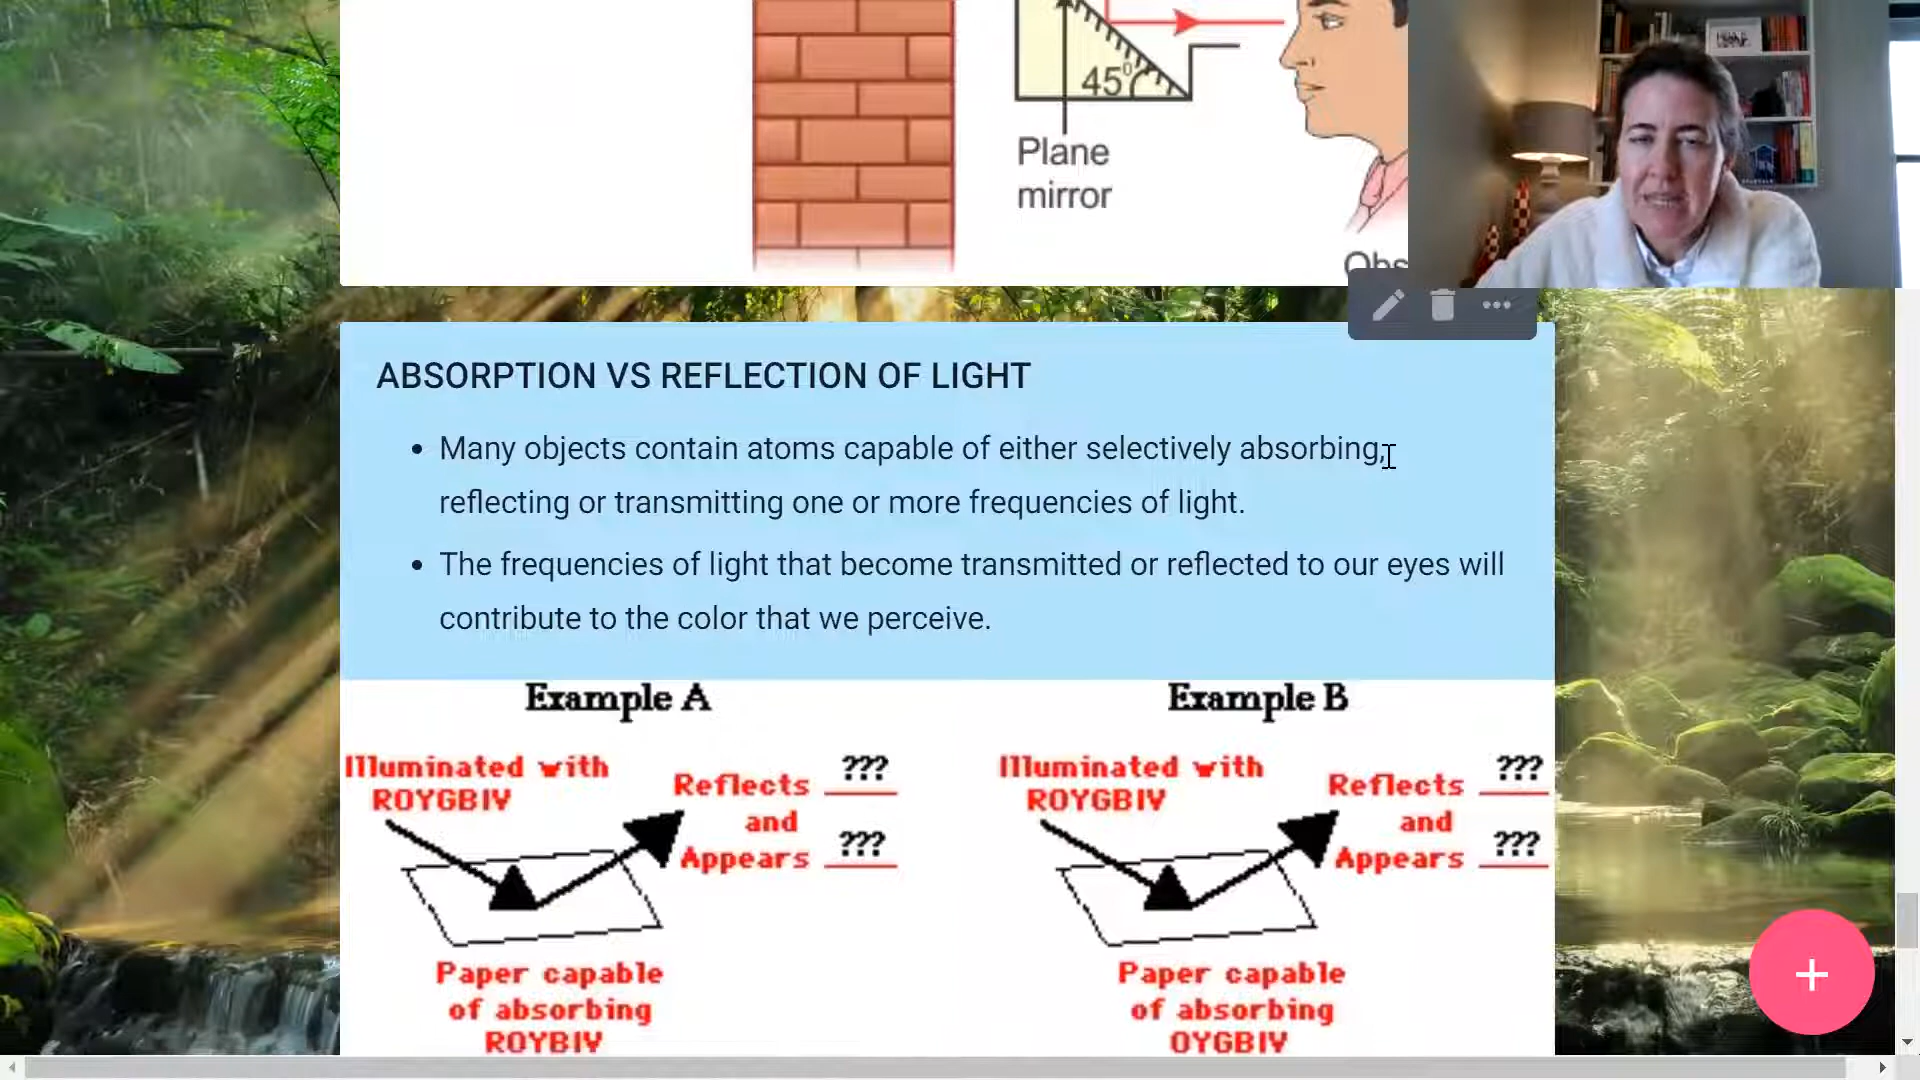 45°
Plane
mirror
ABSORPTION VS REFLECTION OF LIGHT
• Many objects contain atoms capable of either selectively absorbing,
reflecting or transmitting one or more frequencies of light.
• The frequencies of light that become transmitted or reflected to our eyes will
contribute to the color that we perceive.
Example A
Illuminated with
ROYGBIV
Reflects ???
and
Appears ???
Paper capable
of absorbing
ROYBIV
Example B
Illuminated with
ROYGBIV
Reflects ???
and
Appears ???
Paper capable
of absorbing
OYGBIV